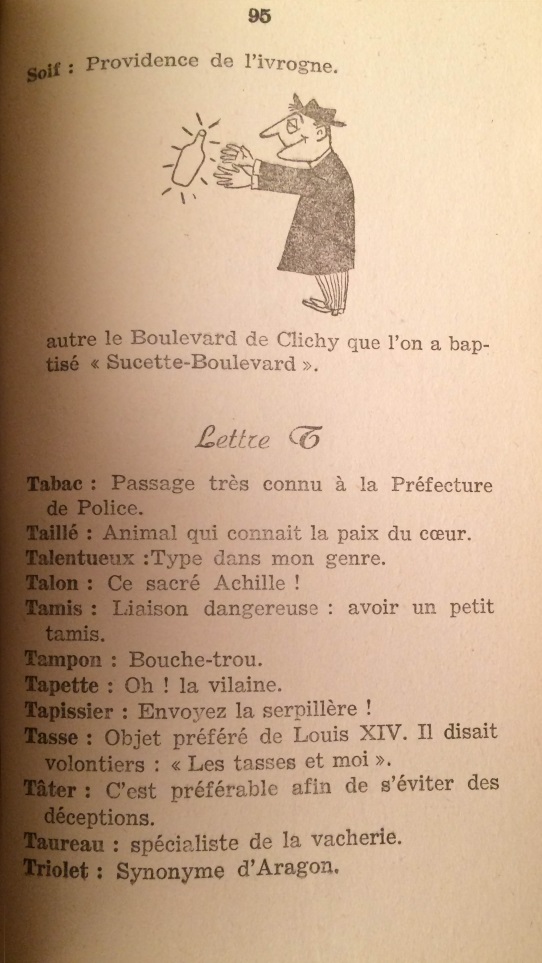 95
Soif : Providence de l'ivrogne.
autre le Boulevard de Clichy que l'on a bap-
tisé « Sucette-Boulevard ».
Lettre T
Tabac : Passage très connu à la Préfecture
de Police.
Taillé : Animal qui connait la paix du cœur.
Talentueux :Type dans mon genre.
Talon : Ce sacré Achille !
Tamis : Liaison dangereuse : avoir un petit
tamis.
Tampon : Bouche-trou.
Tapette : Oh ! la vilaine.
Tapissier : Envoyez la serpillère !
Tasse : Objet préféré de Louis XIV. Il disait
volontiers : « Les tasses et moi ».
Tâter : C'est préférable afin de s'éviter des
déceptions.
Taureau : spécialiste de la vacherie.
Triolet : Synonyme d'Aragon.